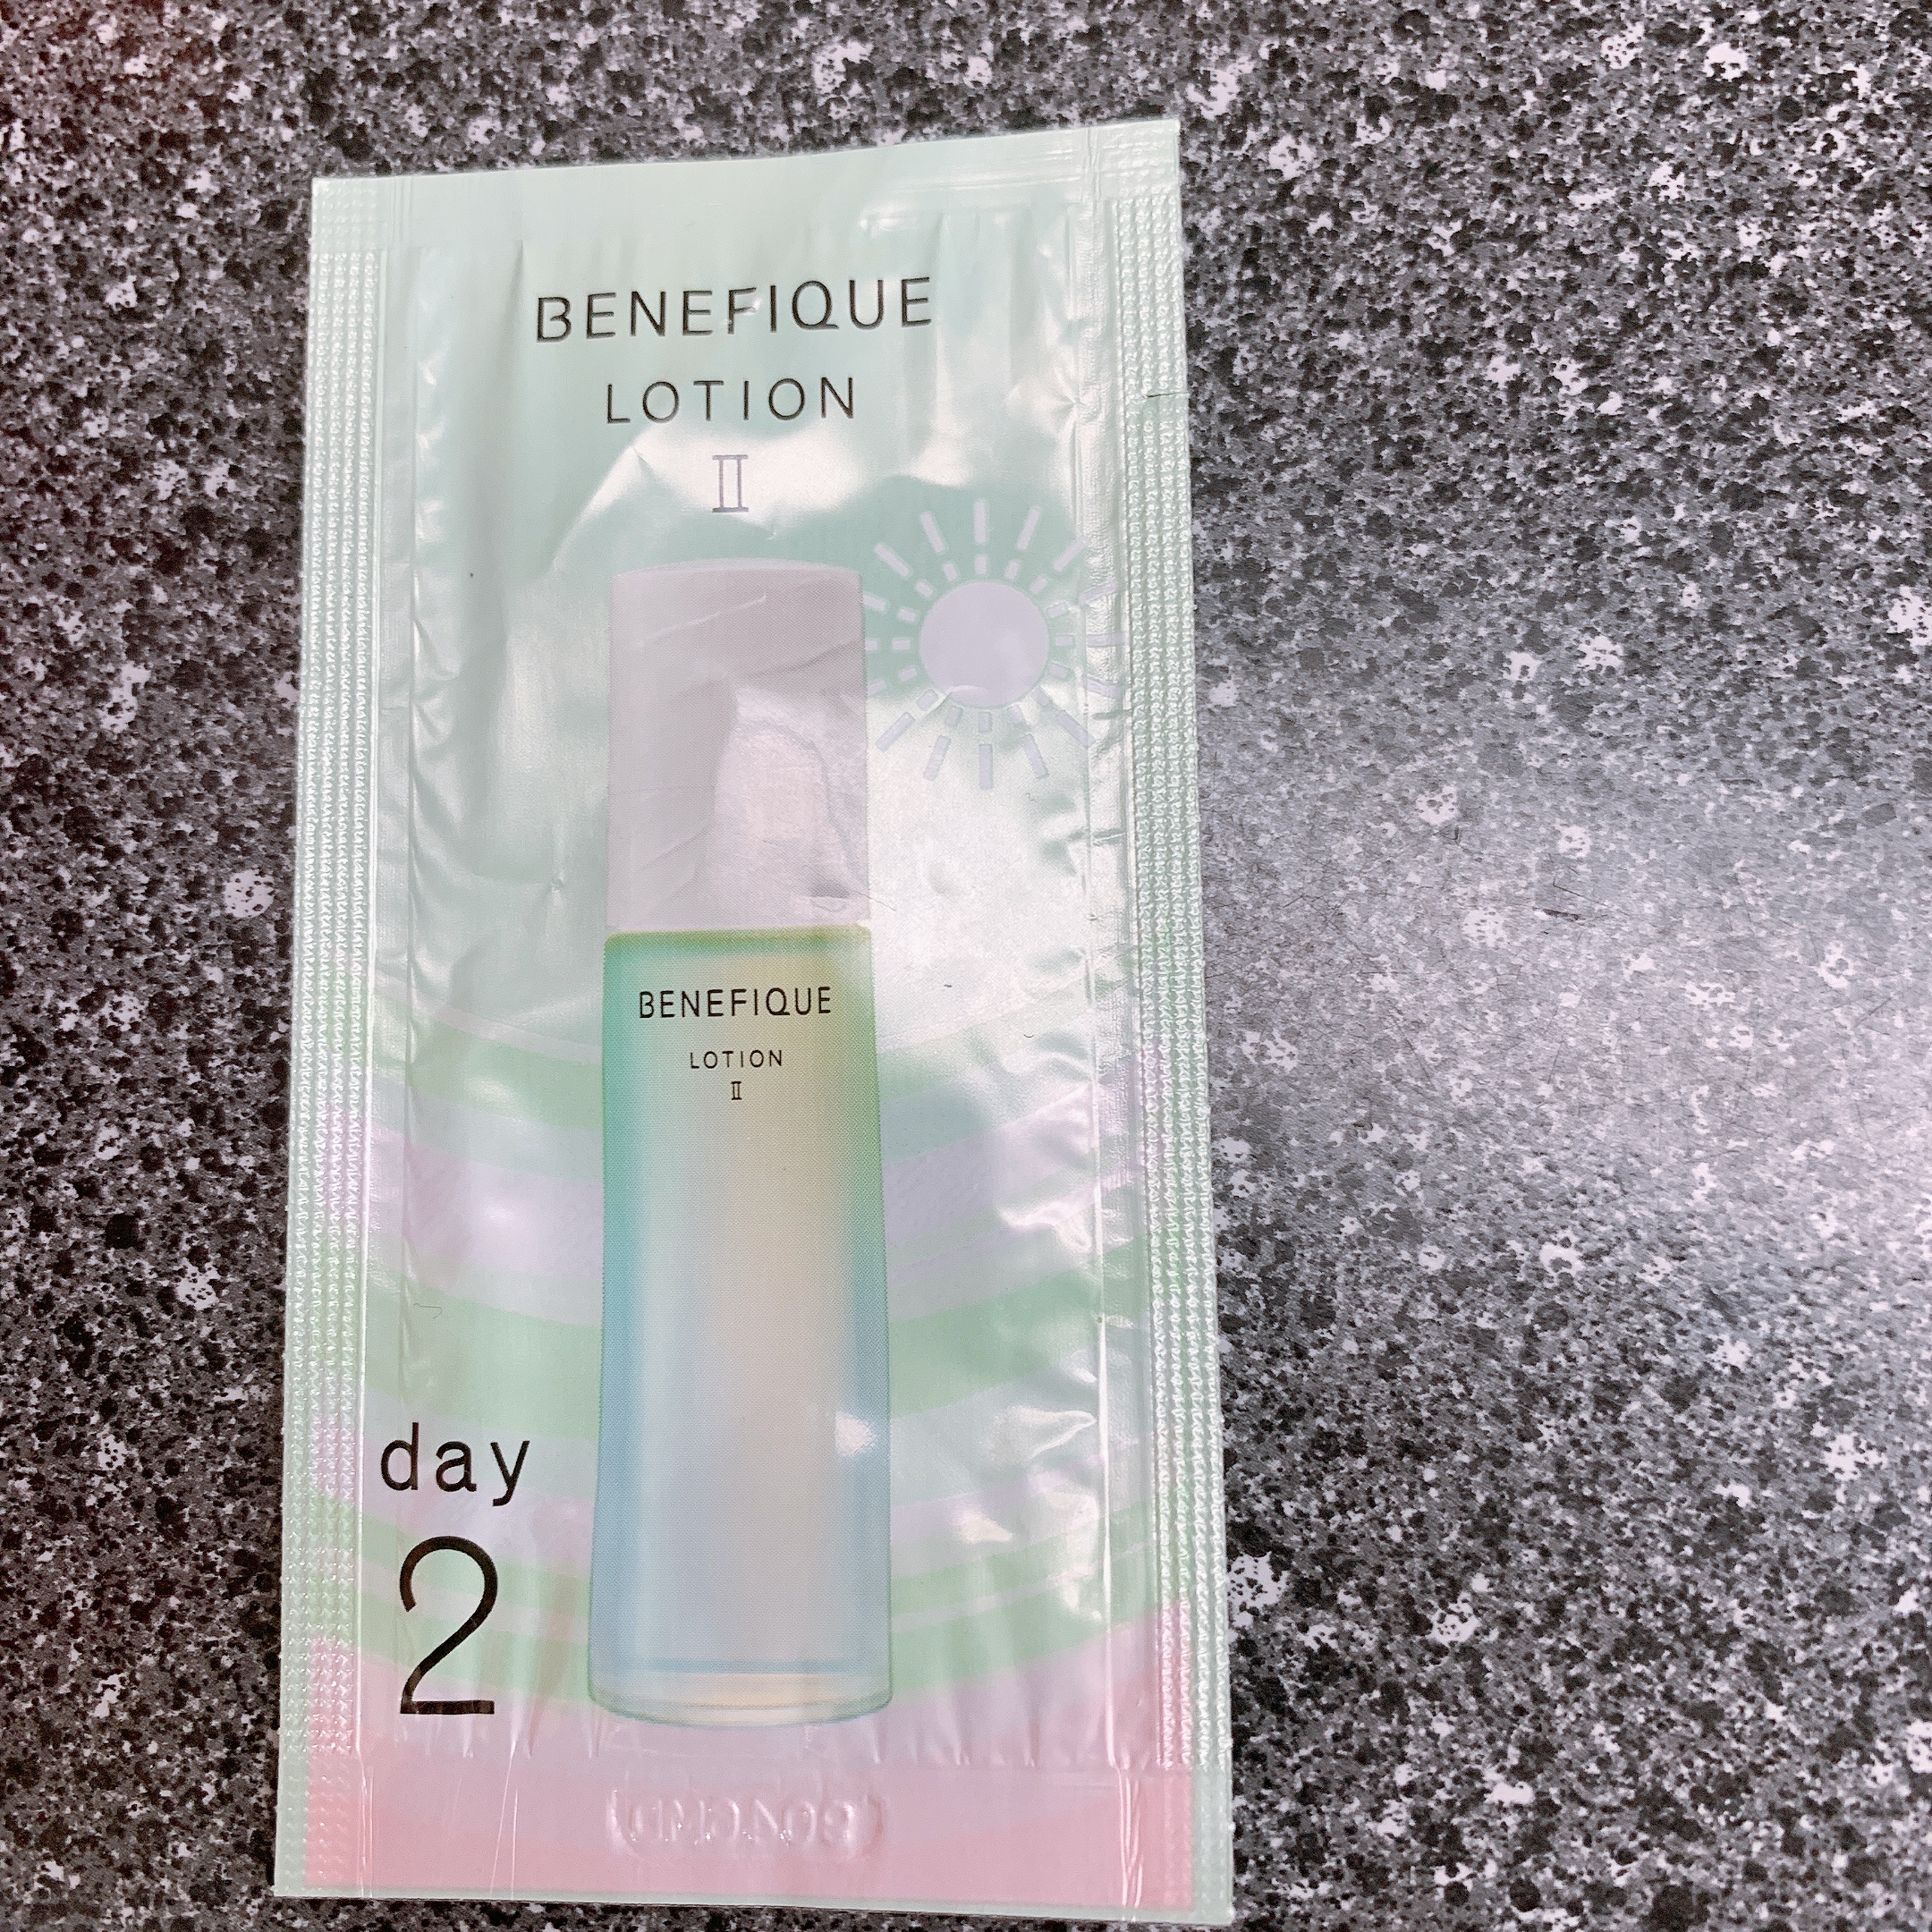 BENEFIQUE
LOTION
II
BENEFIQUE
LOTION
II
day
2